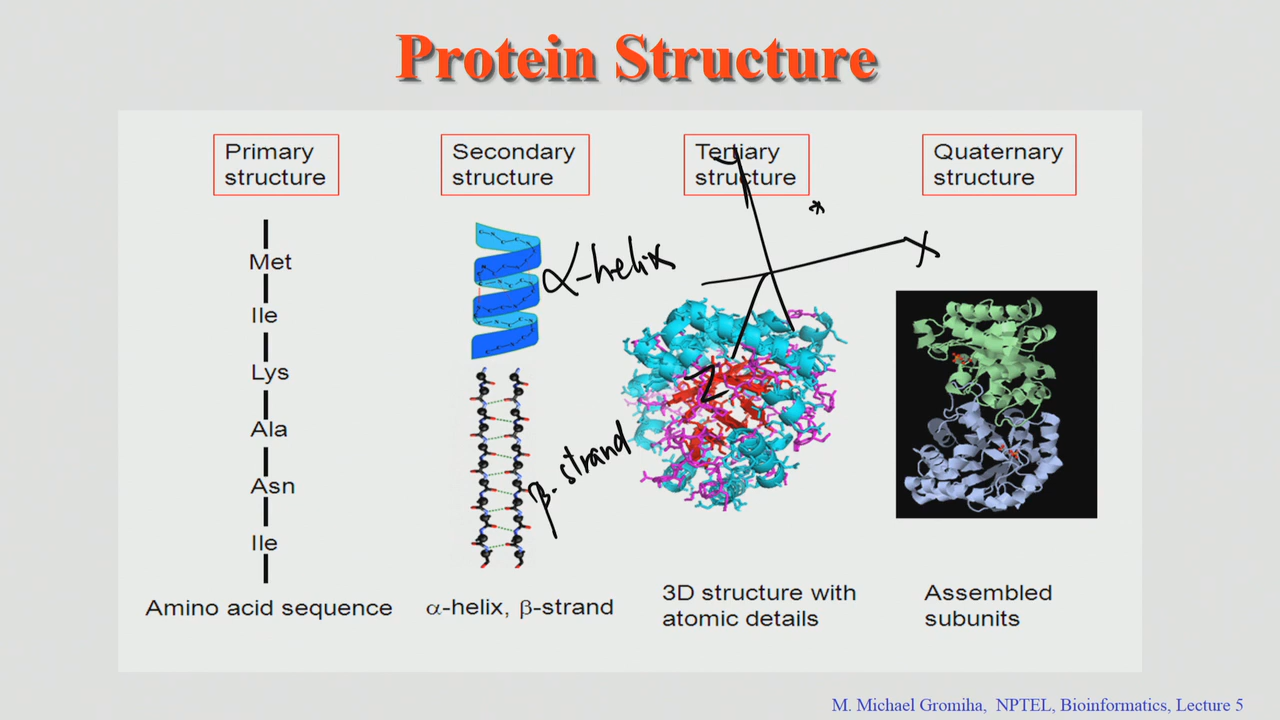 Protein Structure
Primary
structure
Met
Ile
Lys
Ala
Asn
Ile
Amino acid sequence
Secondary
structure
α-helix
β-strand
α-helix, β-strand
Tertiary
structure
Y
*
X
Z
3D structure with
atomic details
Quaternary
structure
Assembled
subunits
M. Michael Gromiha, NPTEL, Bioinformatics, Lecture 5